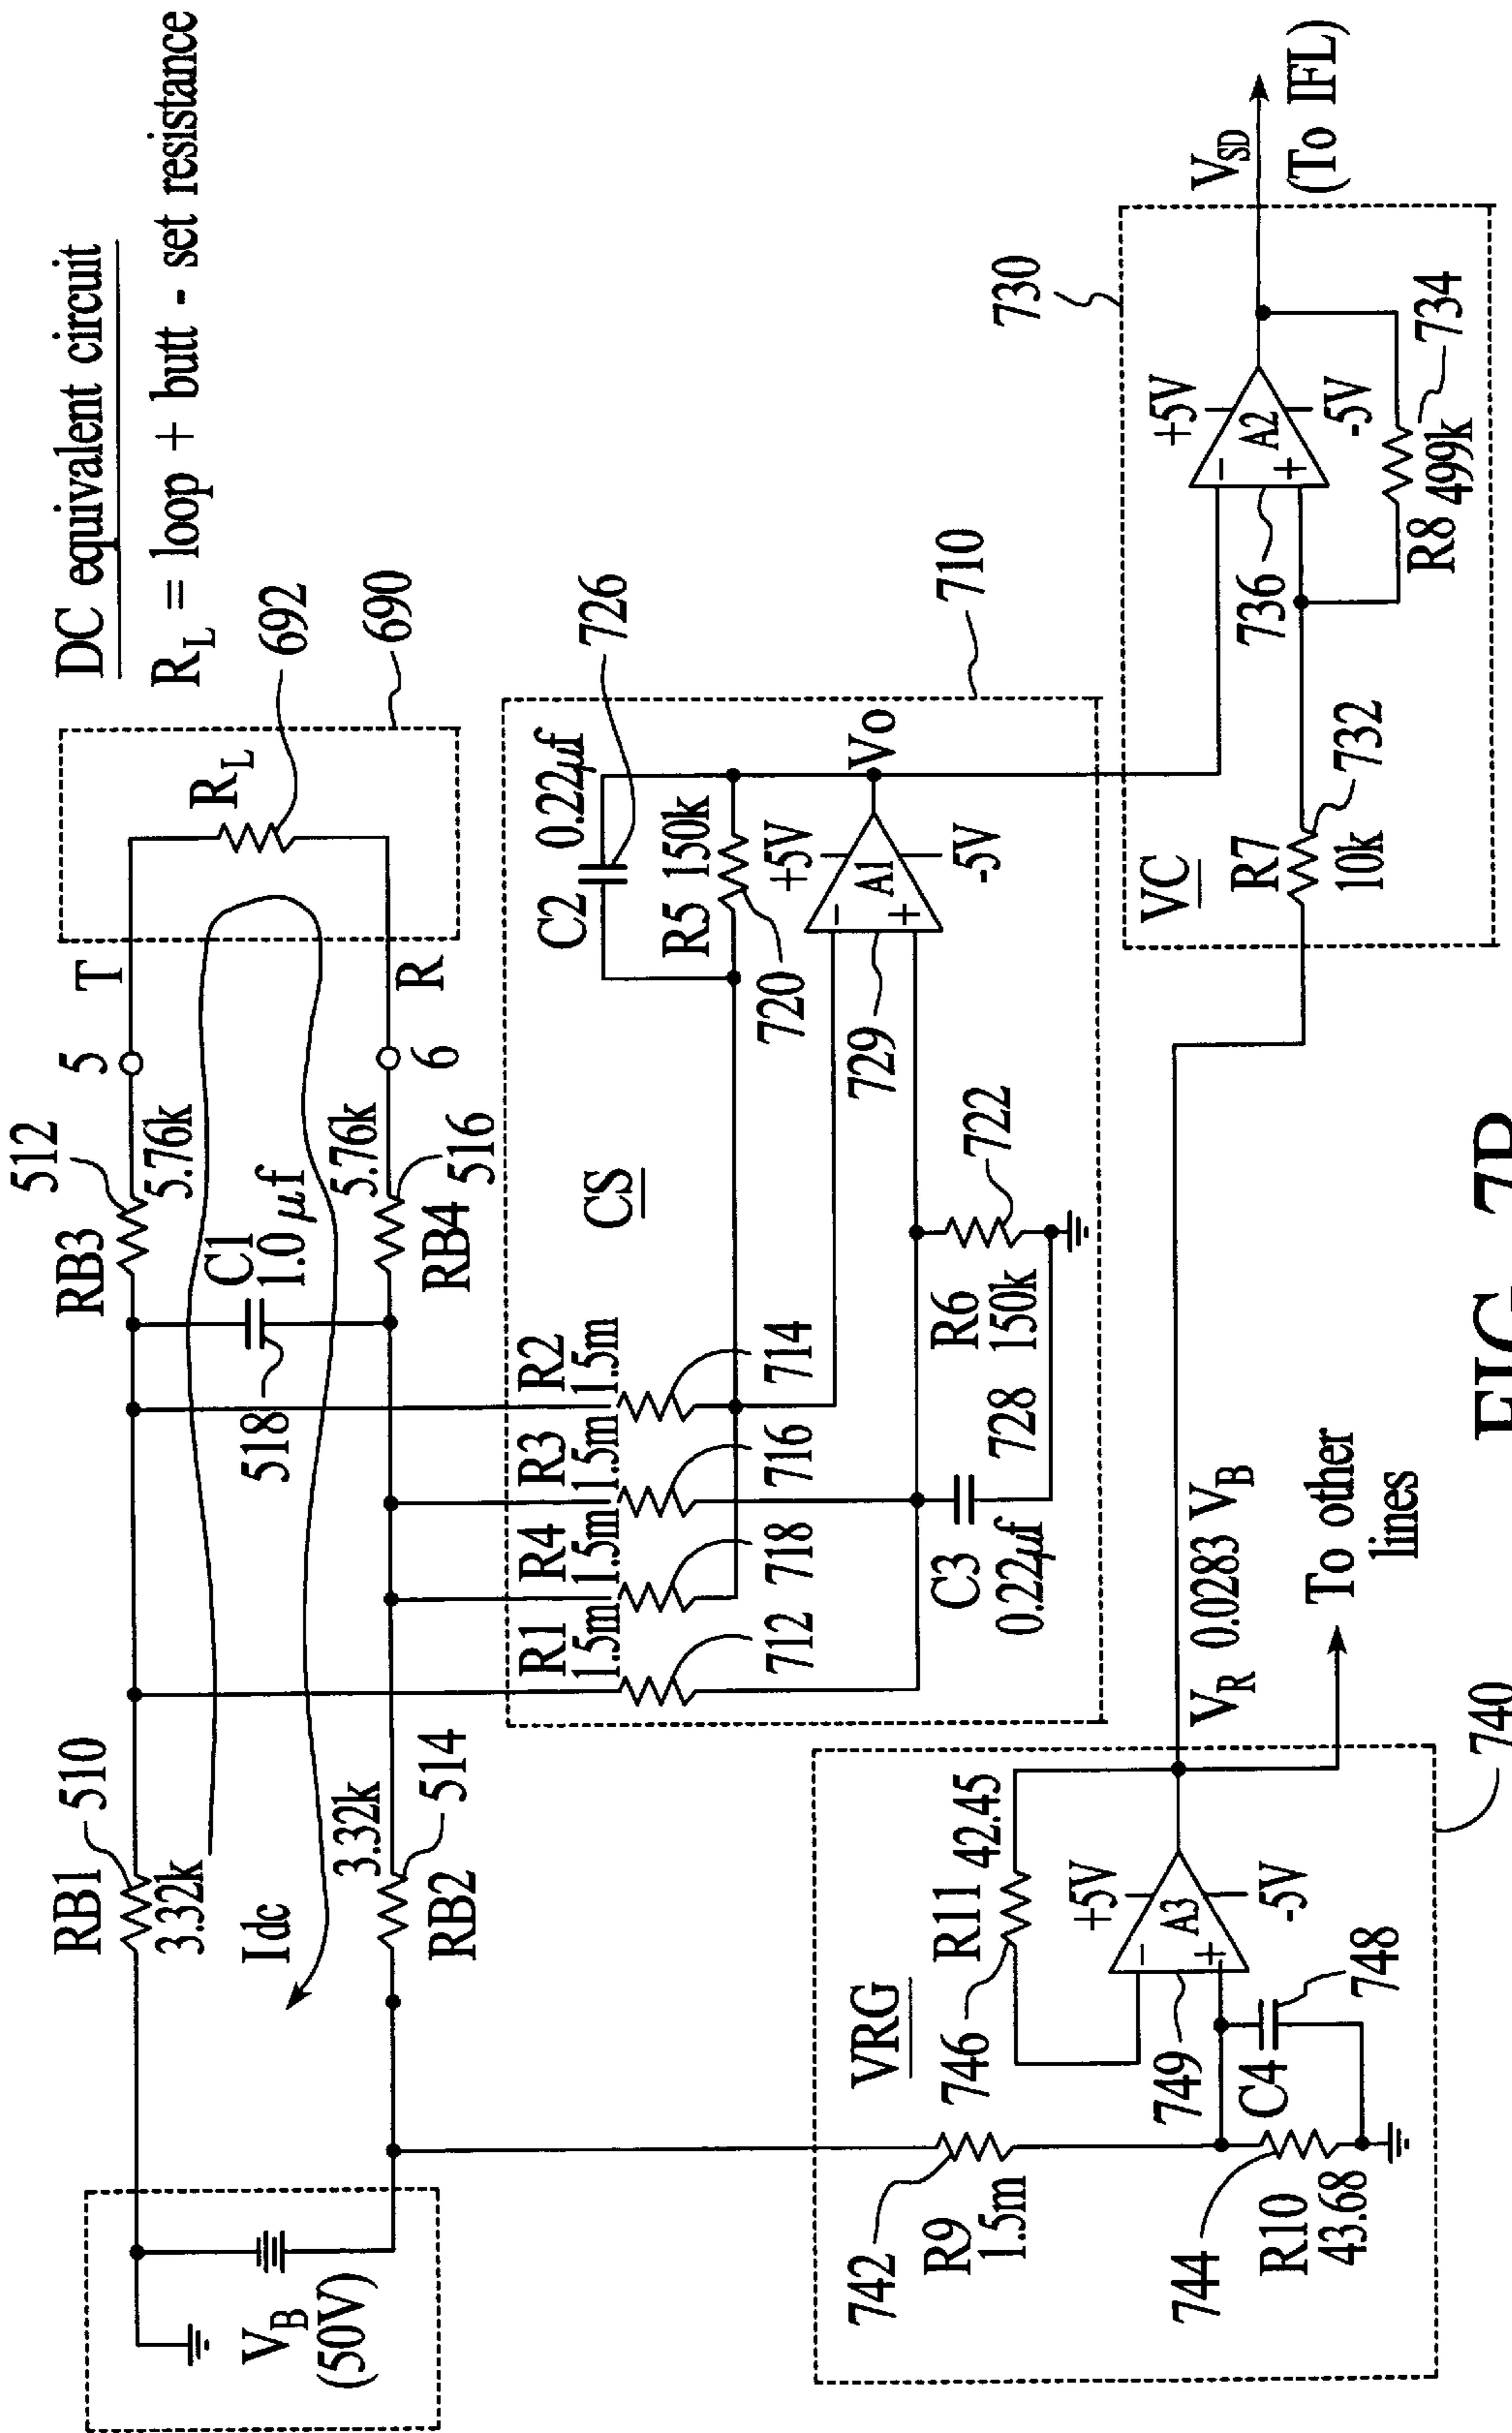 DC equivalent circuit
R_L = loop + butt - set resistance
V_B
(50V)
RB1
510
3.32k
Idc
3.32k
514
RB2
RB3
512
5.76k
C1
1.0 μf
518
5.76k
516
RB4
5
T
6
R
R_L
692
690
CS
R1
1.5m
712
R4
1.5m
718
R3
1.5m
716
R2
1.5m
714
C2
0.22μf
726
R5 150k
720
+5V
-
A1
+
-5V
Vo
729
710
C3
0.22μf
728
R6
150k
722
VRG
742
R9
1.5m
744
R10
43.68
746
R11
42.45
+5V
-
A3
+
-5V
749
C4
748
740
V_R 0.0283 V_B
To other
lines
VC
R7
10k
732
730
+5V
-
A2
+
-5V
736
R8
499k
734
V_SD
(To IFL)